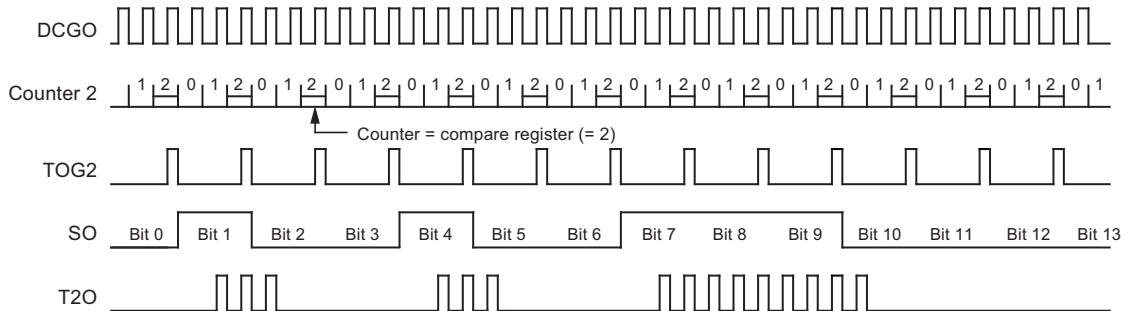 DCGO
Counter 2 1 2 0 1 2 0 1 2 0 1 2 0 1 2 0 1 2 0 1 2 0 1 2 0 1 2 0 1 2 0 1 2 0 1 2 0 1 2 0 1
Counter = compare register (= 2)
TOG2
SO Bit 0 Bit 1 Bit 2 Bit 3 Bit 4 Bit 5 Bit 6 Bit 7 Bit 8 Bit 9 Bit 10 Bit 11 Bit 12 Bit 13
T2O